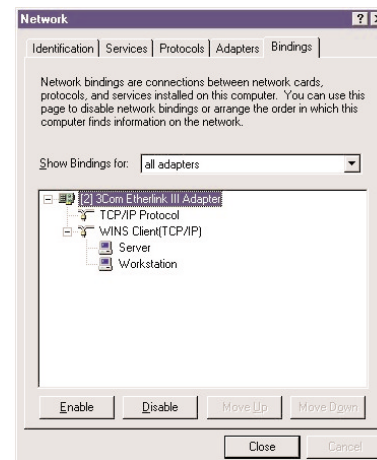 Network
Identification Services Protocols Adapters Bindings
Network bindings are connections between network cards,
protocols, and services installed on this computer. You can use this
page to disable network bindings or arrange the order in which this
computer finds information on the network.
Show Bindings for: all adapters
[2] 3Com Etherlink III Adapter
TCP/IP Protocol
WINS Client(TCP/IP)
Server
Workstation
Enable Disable Move Up Move Down
Close Cancel